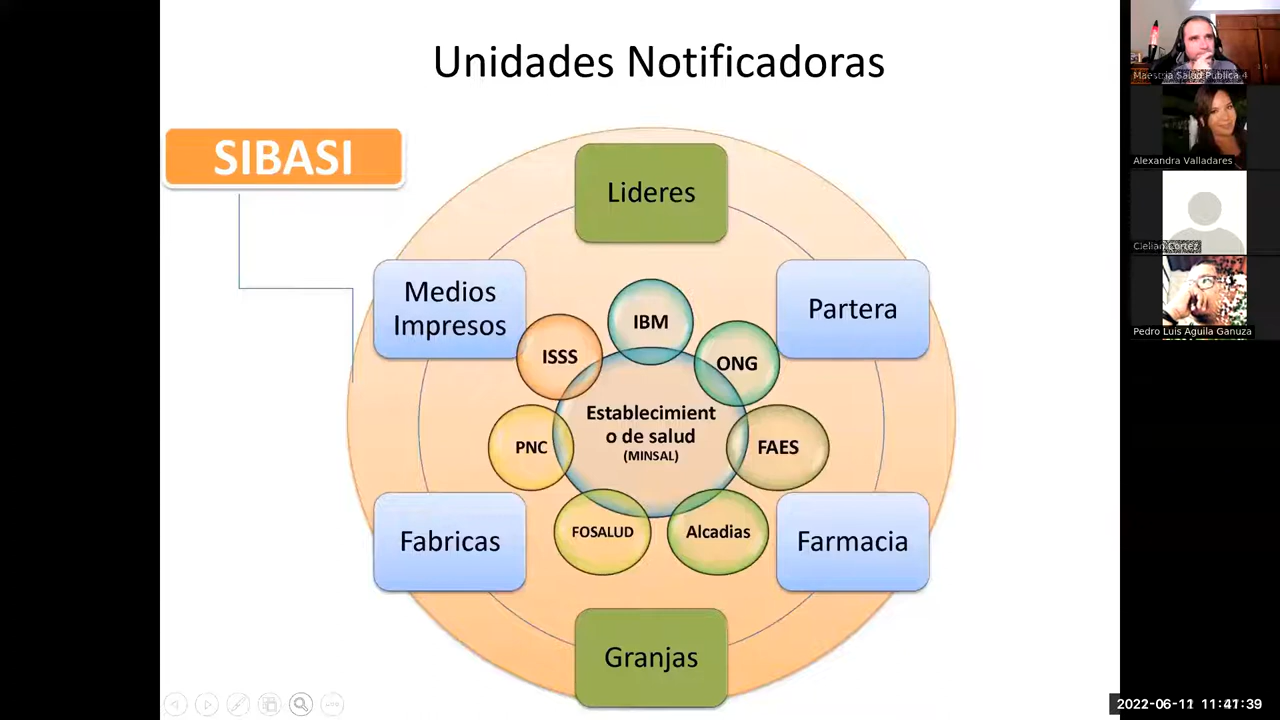 Unidades Notificadoras
SIBASI
Lideres
Medios
Impresos
Partera
IBM
ISSS
ONG
Establecimient
o de salud
(MINSAL)
PNC
FAES
FOSALUD
Alcadias
Fabricas
Farmacia
Granjas
Maestria Salud Publica 4
Alexandra Valladares
Clelian Cortez
Pedro Luis Aguila Ganuza
2022-06-11 11:41:39